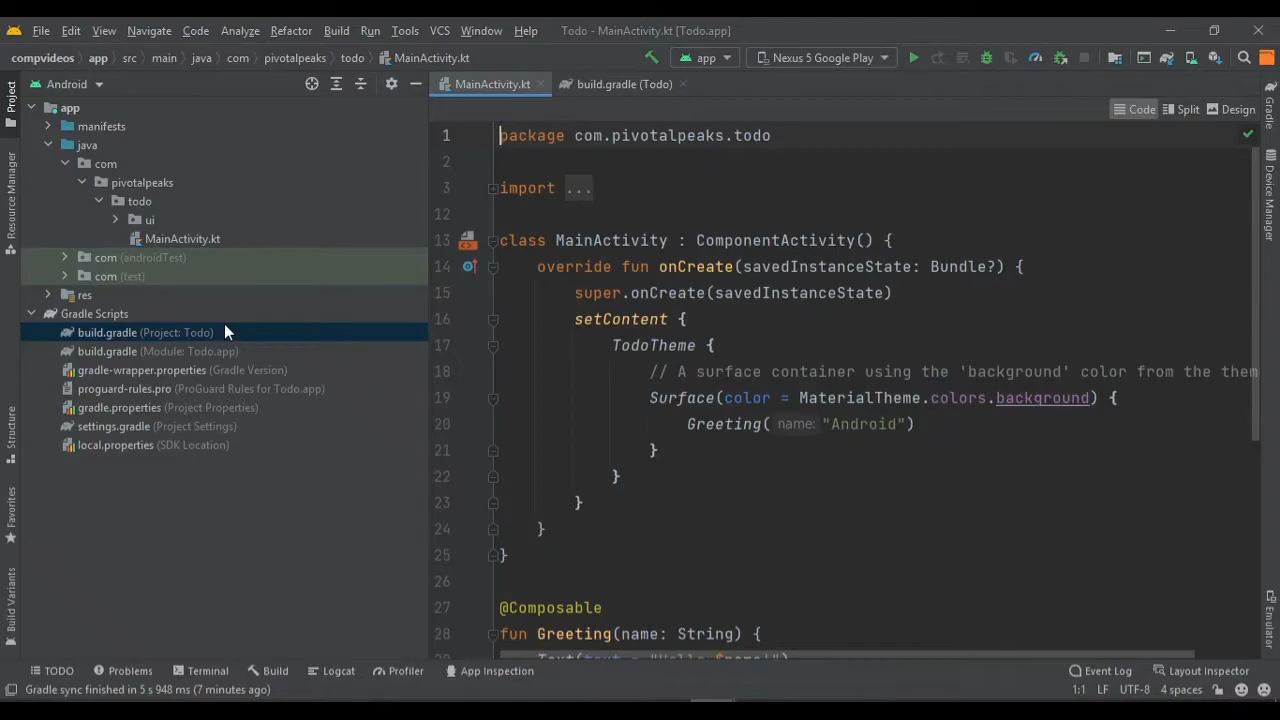 File Edit View Navigate Code Analyze Refactor Build Run Tools VCS Window Help Todo - MainActivity.kt [Todo.app]
compvideos app src main java com pivotalpeaks todo MainActivity.kt app Nexus 5 Google Play
Android
MainActivity.kt build.gradle (Todo)
Code Split Design
app
manifests
java
com
pivotalpeaks
todo
ui
MainActivity.kt
com (androidTest)
com (test)
res
Gradle Scripts
build.gradle (Project: Todo)
build.gradle (Module: Todo.app)
gradle-wrapper.properties (Gradle Version)
proguard-rules.pro (ProGuard Rules for Todo.app)
gradle.properties (Project Properties)
settings.gradle (Project Settings)
local.properties (SDK Location)
1 package com.pivotalpeaks.todo
2
3 import ...
12
13 class MainActivity : ComponentActivity() {
14 override fun onCreate(savedInstanceState: Bundle?) {
15 super.onCreate(savedInstanceState)
16 setContent {
17 TodoTheme {
18 // A surface container using the 'background' color from the them
19 Surface(color = MaterialTheme.colors.background) {
20 Greeting( name: "Android")
21 }
22 }
23 }
24 }
25 }
26
27 @Composable
28 fun Greeting(name: String) {
Text(text = "Hello $name!")
Project
Resource Manager
Structure
Favorites
Build Variants
Gradle
Device Manager
Emulator
TODO Problems Terminal Build Logcat Profiler App Inspection Event Log Layout Inspector
Gradle sync finished in 5 s 948 ms (7 minutes ago) 1:1 LF UTF-8 4 spaces